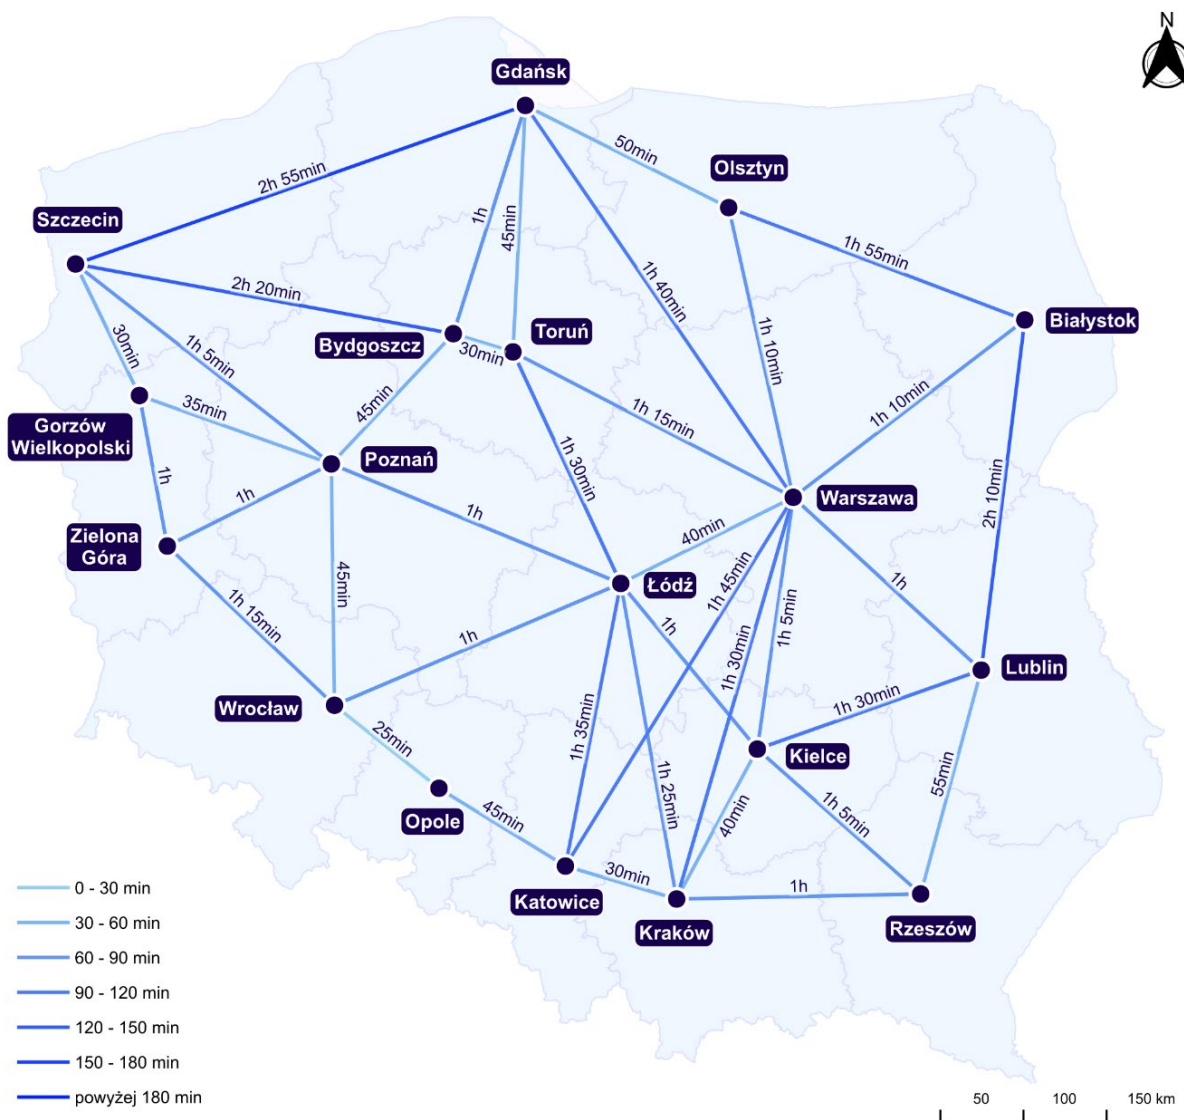 N
Gdańsk
50min
Olsztyn
2h 55min
1h
45min
Szczecin
1h 40min
1h 55min
2h 20min
Białystok
30min
1h 5min
Bydgoszcz
30min
Toruń
1h 10min
35min
45min
1h 15min
1h 10min
Gorzów
Wielkopolski
Poznań
1h 30min
1h
1h
1h
Warszawa
2h 10min
Zielona
Góra
40min
45min
Łódź
1h 45min
1h
1h 15min
1h
1h
1h 5min
1h 30min
Lublin
Wrocław
1h 35min
1h 30min
25min
Kielce
1h 25min
55min
Opole
45min
40min
1h 5min
30min
1h
Katowice
Kraków
Rzeszów
0 - 30 min
30 - 60 min
60 - 90 min
90 - 120 min
120 - 150 min
150 - 180 min
powyżej 180 min
50 100 150 km